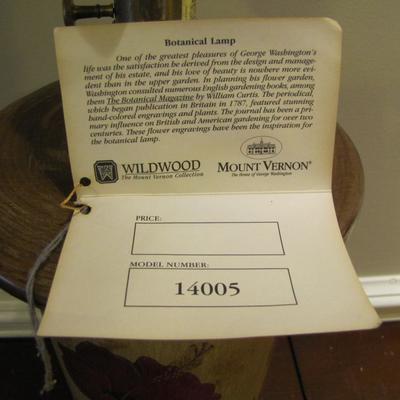 Botanical Lamp
One of the greatest pleasures of George Washington's
life was the satisfaction be derived from the design and manage-
ment of his estate, and his love of beauty is nowhere more evi-
dent than in the upper garden. In planning his flower garden,
Washington consulted numerous English gardening books, among
them The Botanical Magazine by William Curtis. The periodical,
which began publication in Britain in 1787, featured stunning
hand-colored engravings and plants. The journal has been a pri-
mary influence on British and American gardening for over two
centuries. These flower engravings have been the inspiration for
the botanical lamp.
WILDWOOD
The Mount Vernon Collection
MOUNT VERNON®
The Home of George Washington
PRICE:
MODEL NUMBER:
14005